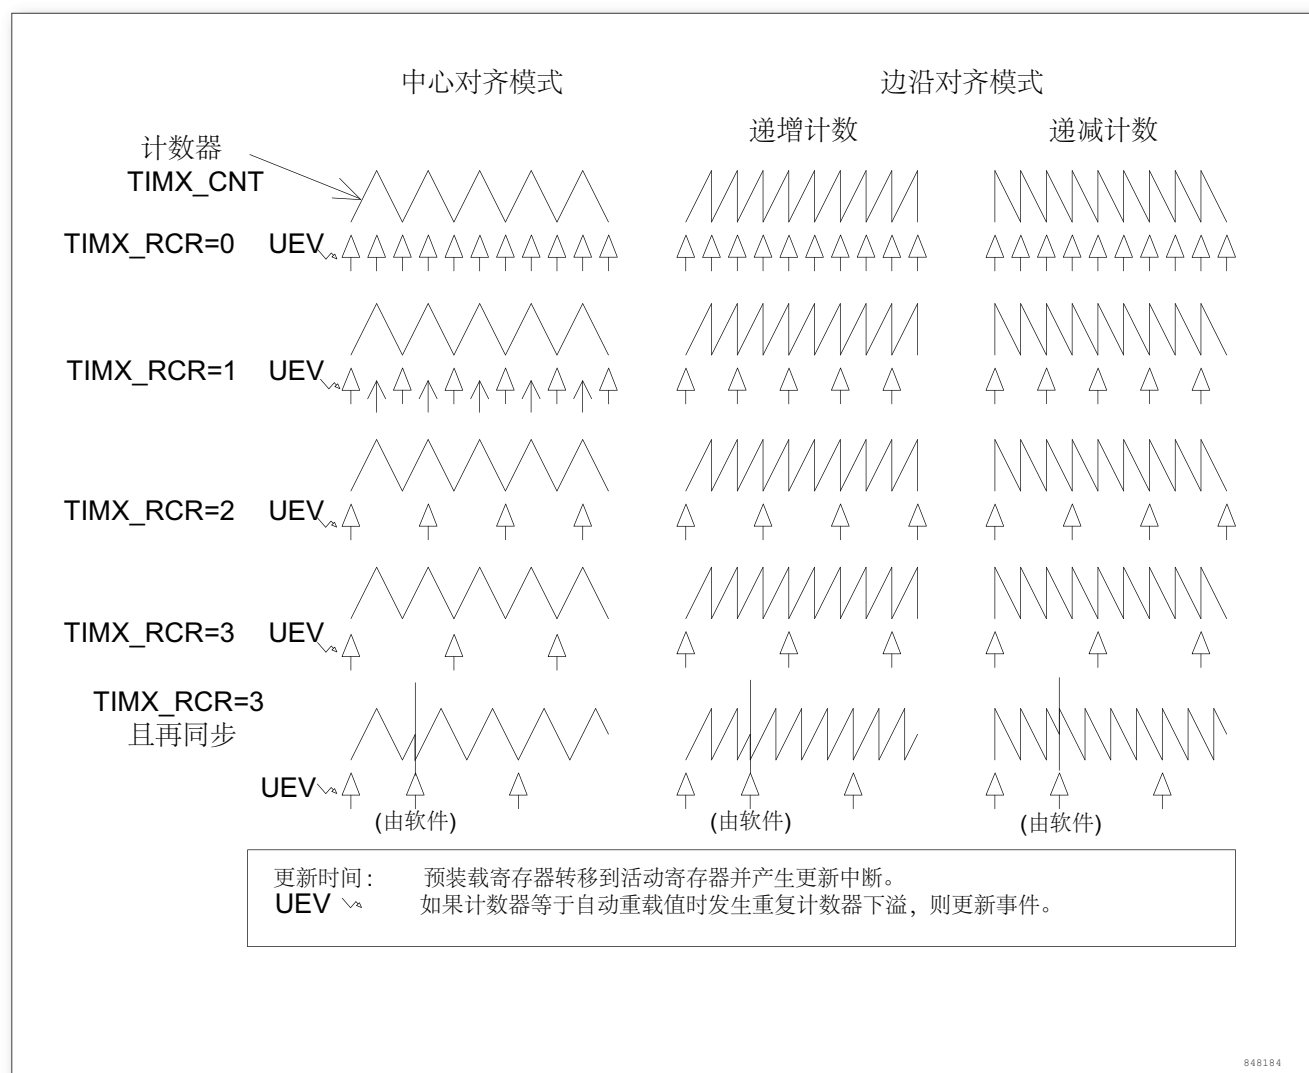 中心对齐模式
边沿对齐模式
递增计数
递减计数
计数器
TIMX_CNT
TIMX_RCR=0 UEV
TIMX_RCR=1 UEV
TIMX_RCR=2 UEV
TIMX_RCR=3 UEV
TIMX_RCR=3
且再同步
UEV
(由软件)
(由软件)
(由软件)
更新时间： 预装载寄存器转移到活动寄存器并产生更新中断。
UEV 如果计数器等于自动重载值时发生重复计数器下溢，则更新事件。
848184